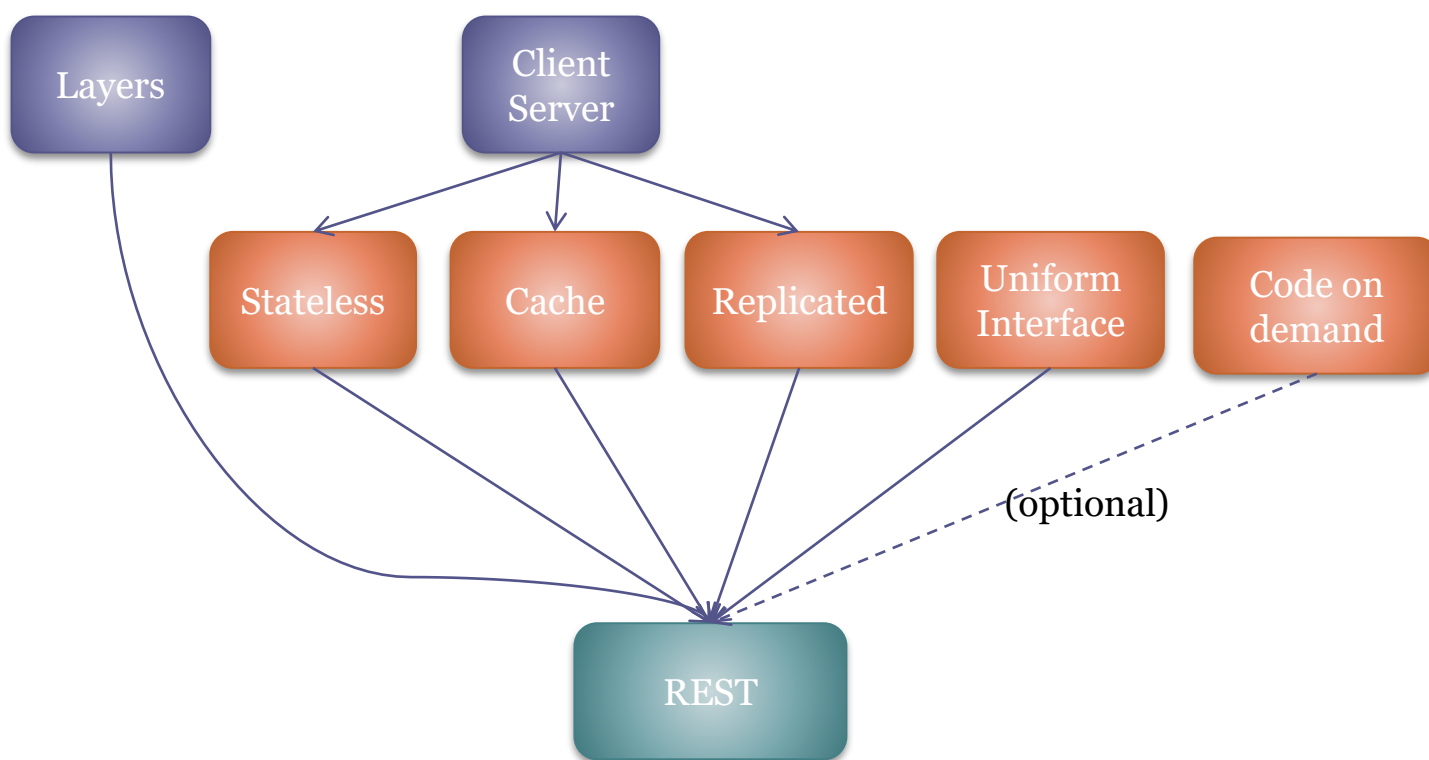 Layers
Client
Server
Stateless
Cache
Replicated
Uniform
Interface
Code on
demand
(optional)
REST